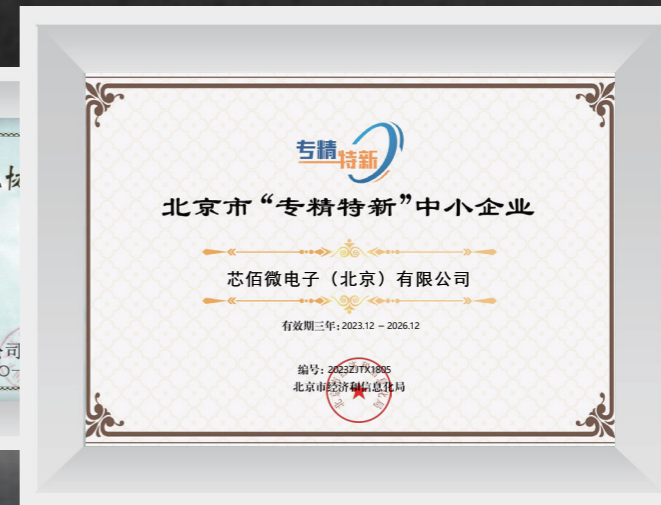 专精特新
北京市“专精特新”中小企业
芯佰微电子（北京）有限公司
有效期三年：2023.12 – 2026.12
编号：2023ZJTX1805
北京市经济和信息化局